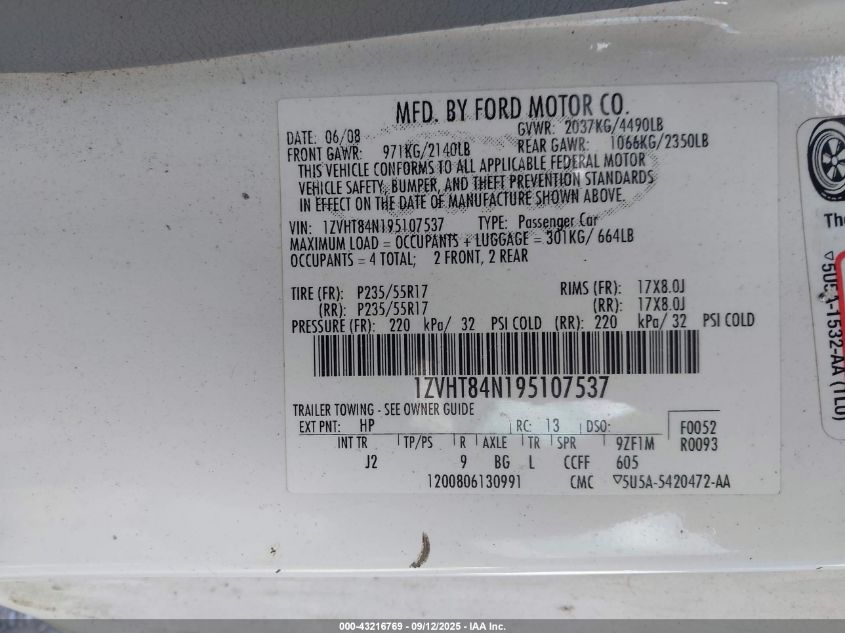 MFD. BY FORD MOTOR CO.
DATE: 06/08 GVWR: 2037KG/4490LB
FRONT GAWR: 971KG/2140LB REAR GAWR: 1066KG/2350LB
THIS VEHICLE CONFORMS TO ALL APPLICABLE FEDERAL MOTOR
VEHICLE SAFETY, BUMPER, AND THEFT PREVENTION STANDARDS
IN EFFECT ON THE DATE OF MANUFACTURE SHOWN ABOVE.
VIN: 1ZVHT84N195107537 TYPE: Passenger Car
MAXIMUM LOAD = OCCUPANTS + LUGGAGE = 301KG/ 664LB
OCCUPANTS = 4 TOTAL; 2 FRONT, 2 REAR
TIRE (FR): P235/55R17 RIMS (FR): 17X8.0J
(RR): P235/55R17 (RR): 17X8.0J
PRESSURE (FR): 220 kPa/ 32 PSI COLD (RR): 220 kPa/ 32 PSI COLD
1ZVHT84N195107537
TRAILER TOWING - SEE OWNER GUIDE
EXT PNT: HP RC: 13 DSO: F0052
INT TR TP/PS R AXLE TR SPR 9ZF1M R0093
J2 9 BG L CCFF 605
1200806130991 CMC ▽5U5A-5420472-AA
The
▽5U5A-1532-AA (TLU)
000-43216769 - 09/12/2025 - IAA Inc.